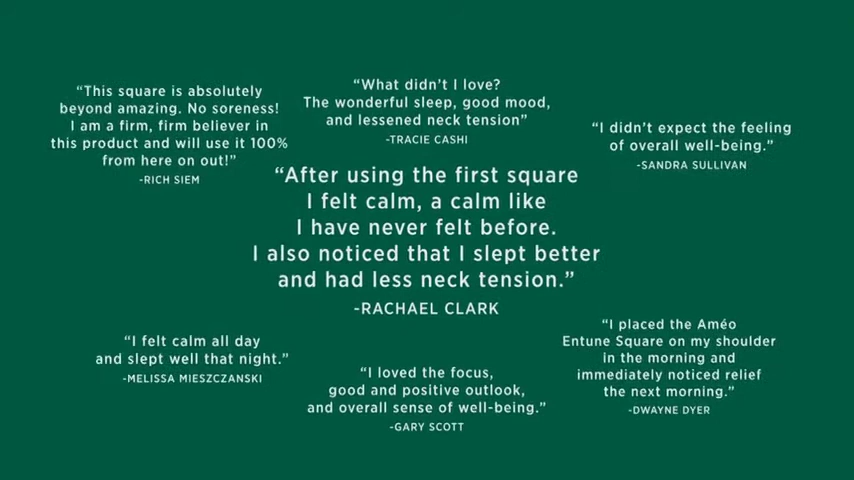 “This square is absolutely
beyond amazing. No soreness!
I am a firm, firm believer in
this product and will use it 100%
from here on out!”
-RICH SIEM
“What didn’t I love?
The wonderful sleep, good mood,
and lessened neck tension”
-TRACIE CASHI
“I didn’t expect the feeling
of overall well-being.”
-SANDRA SULLIVAN
“After using the first square
I felt calm, a calm like
I have never felt before.
I also noticed that I slept better
and had less neck tension.”
-RACHAEL CLARK
“I felt calm all day
and slept well that night.”
-MELISSA MIESZCZANSKI
“I loved the focus,
good and positive outlook,
and overall sense of well-being.”
-GARY SCOTT
“I placed the Améo
Entune Square on my shoulder
in the morning and
immediately noticed relief
the next morning.”
-DWAYNE DYER